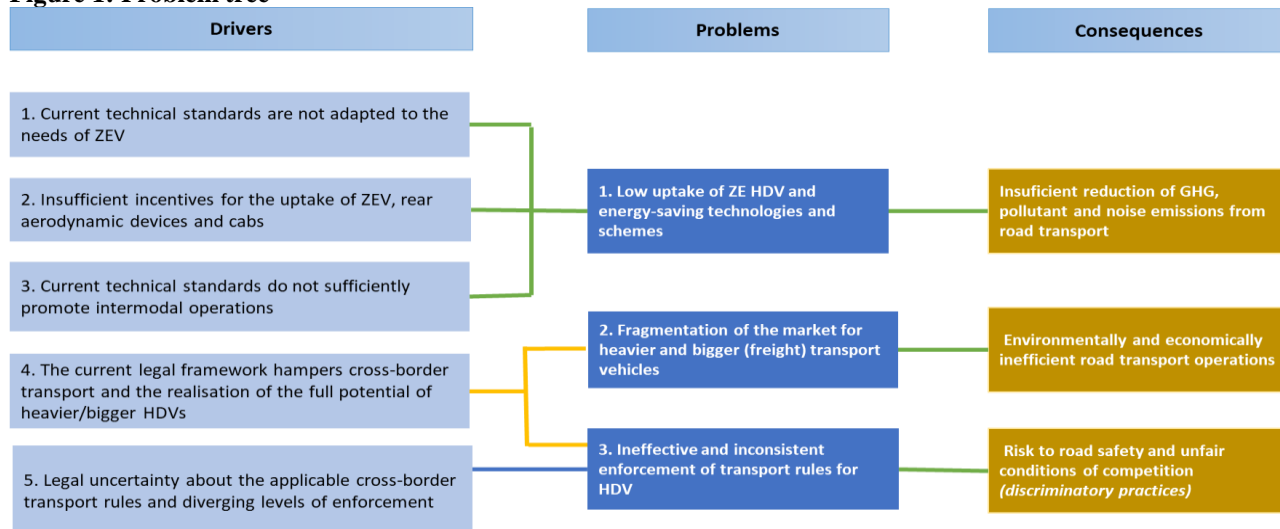 Figure 1: Problem tree
Drivers
Problems
Consequences
1. Current technical standards are not adapted to the
needs of ZEV
2. Insufficient incentives for the uptake of ZEV, rear
aerodynamic devices and cabs
3. Current technical standards do not sufficiently
promote intermodal operations
4. The current legal framework hampers cross-border
transport and the realisation of the full potential of
heavier/bigger HDVs
5. Legal uncertainty about the applicable cross-border
transport rules and diverging levels of enforcement
1. Low uptake of ZE HDV and
energy-saving technologies and
schemes
2. Fragmentation of the market for
heavier and bigger (freight) transport
vehicles
3. Ineffective and inconsistent
enforcement of transport rules for
HDV
Insuficient reduction of GHG,
pollutant and noise emissions from
road transport
Environmentally and economically
inefficient road transport operations
Risk to road safety and unfair
conditions of competition
(discriminatory practices)